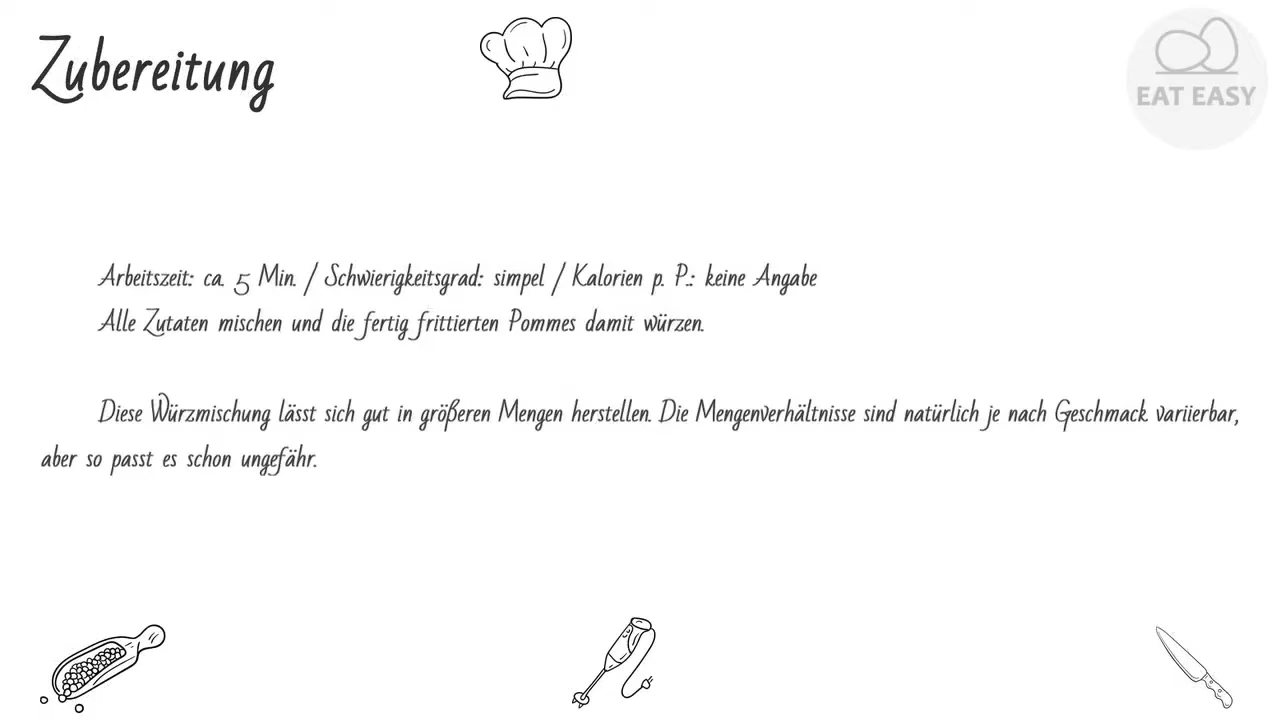 Zubereitung
EAT EASY
Arbeitszeit: ca. 5 Min. / Schwierigkeitsgrad: simpel / Kalorien p. P.: keine Angabe
Alle Zutaten mischen und die fertig frittierten Pommes damit würzen.
Diese Würzmischung lässt sich gut in größeren Mengen herstellen. Die Mengenverhältnisse sind natürlich je nach Geschmack variierbar,
aber so passt es schon ungefähr.